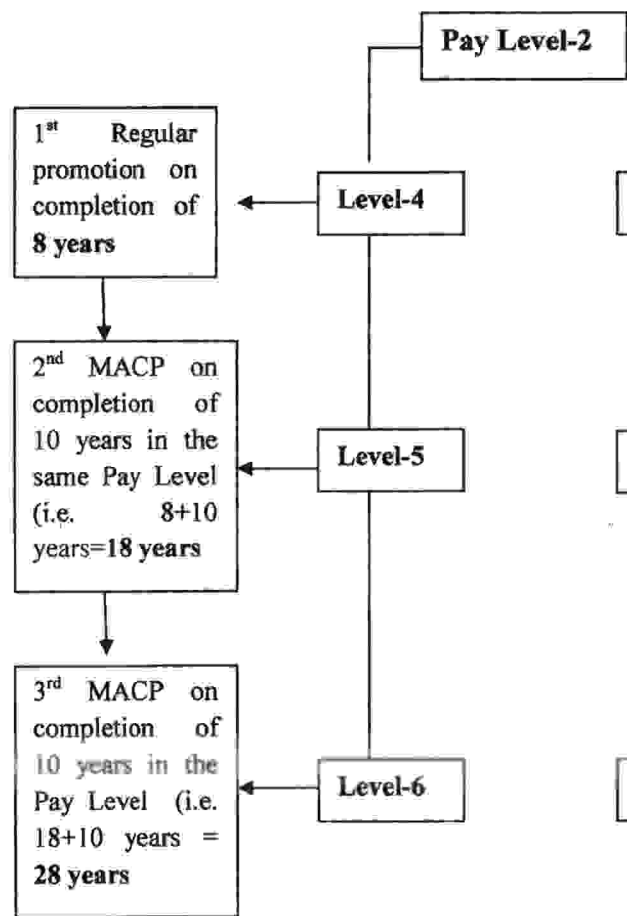 Pay Level-2
1st Regular
promotion on
completion of
8 years
Level-4
2nd MACP on
completion of
10 years in the
same Pay Level
(i.e. 8+10
years=18 years
Level-5
3rd MACP on
completion of
10 years in the
Pay Level (i.e.
18+10 years =
28 years
Level-6